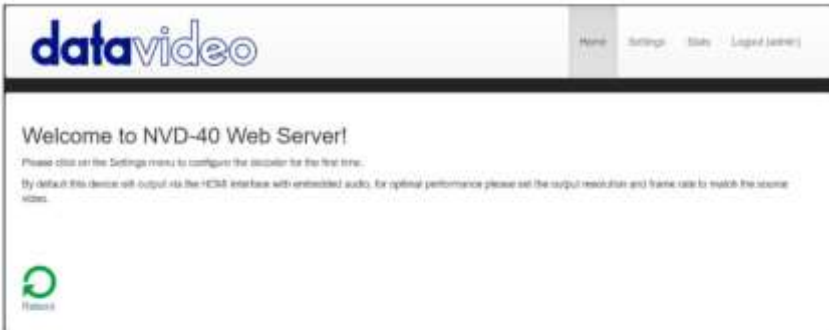 datavideo
Home Settings Stats Logout (admin)
Welcome to NVD-40 Web Server!
Please click on the Settings menu to configure the decoder for the first time.
By default this device will output via the HDMI interface with embedded audio, for optimal performance please set the output resolution and frame rate to match the source
video.
Reboot